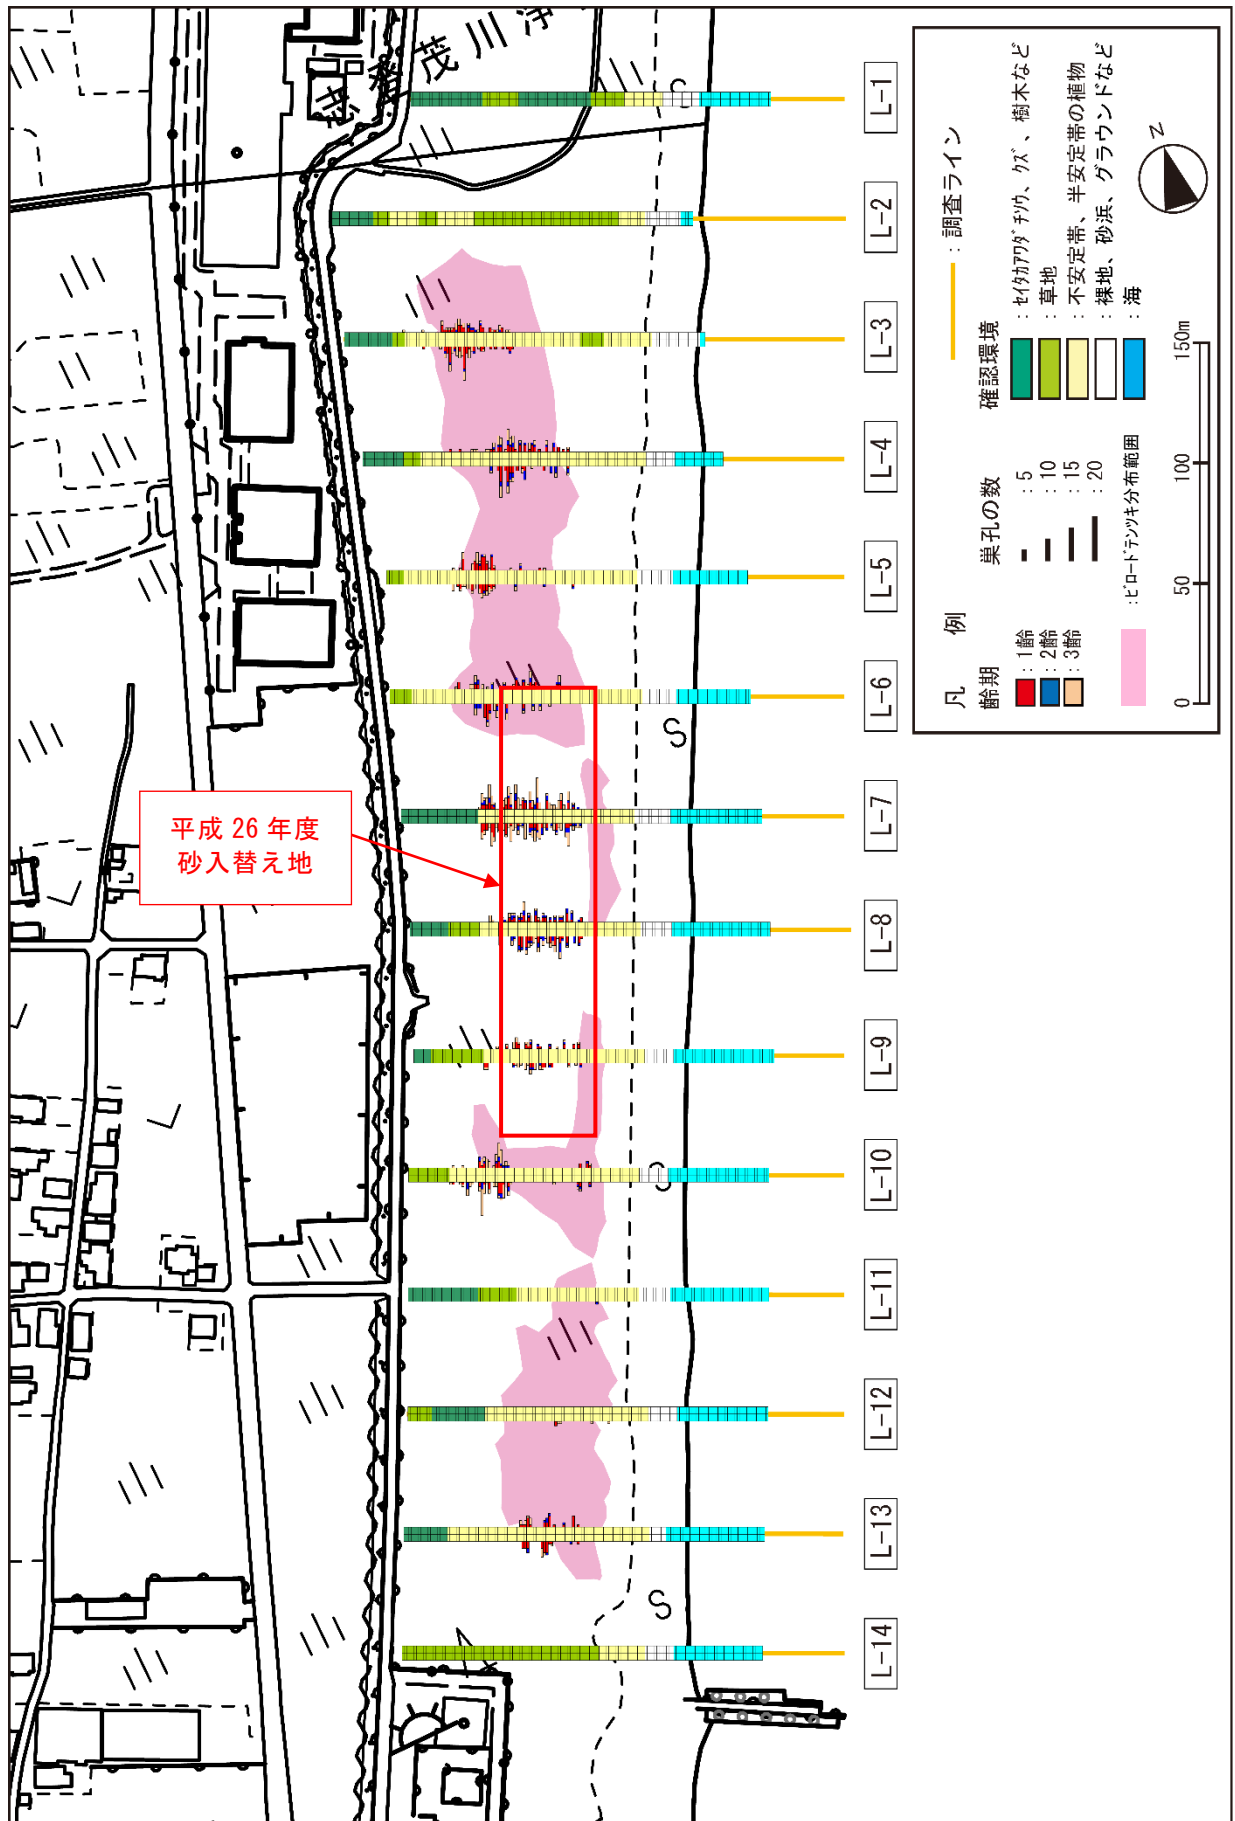 茂川浄
L-1
L-2
L-3
L-4
L-5
L-6
L-7
L-8
L-9
L-10
L-11
L-12
L-13
L-14
S
S
S
S
平成 26 年度
砂入替え地
凡 例
: 調査ライン
齢期
: 1齢
: 2齢
: 3齢
巣孔の数
: 5
: 10
: 15
: 20
確認環境
: セイタカアワダチソウ、クズ、樹木など
: 草地
: 不安定帯、半安定帯の植物
: 裸地、砂浜、グラウンドなど
: 海
:ビロードテンツキ分布範囲
0 50 100 150m
N